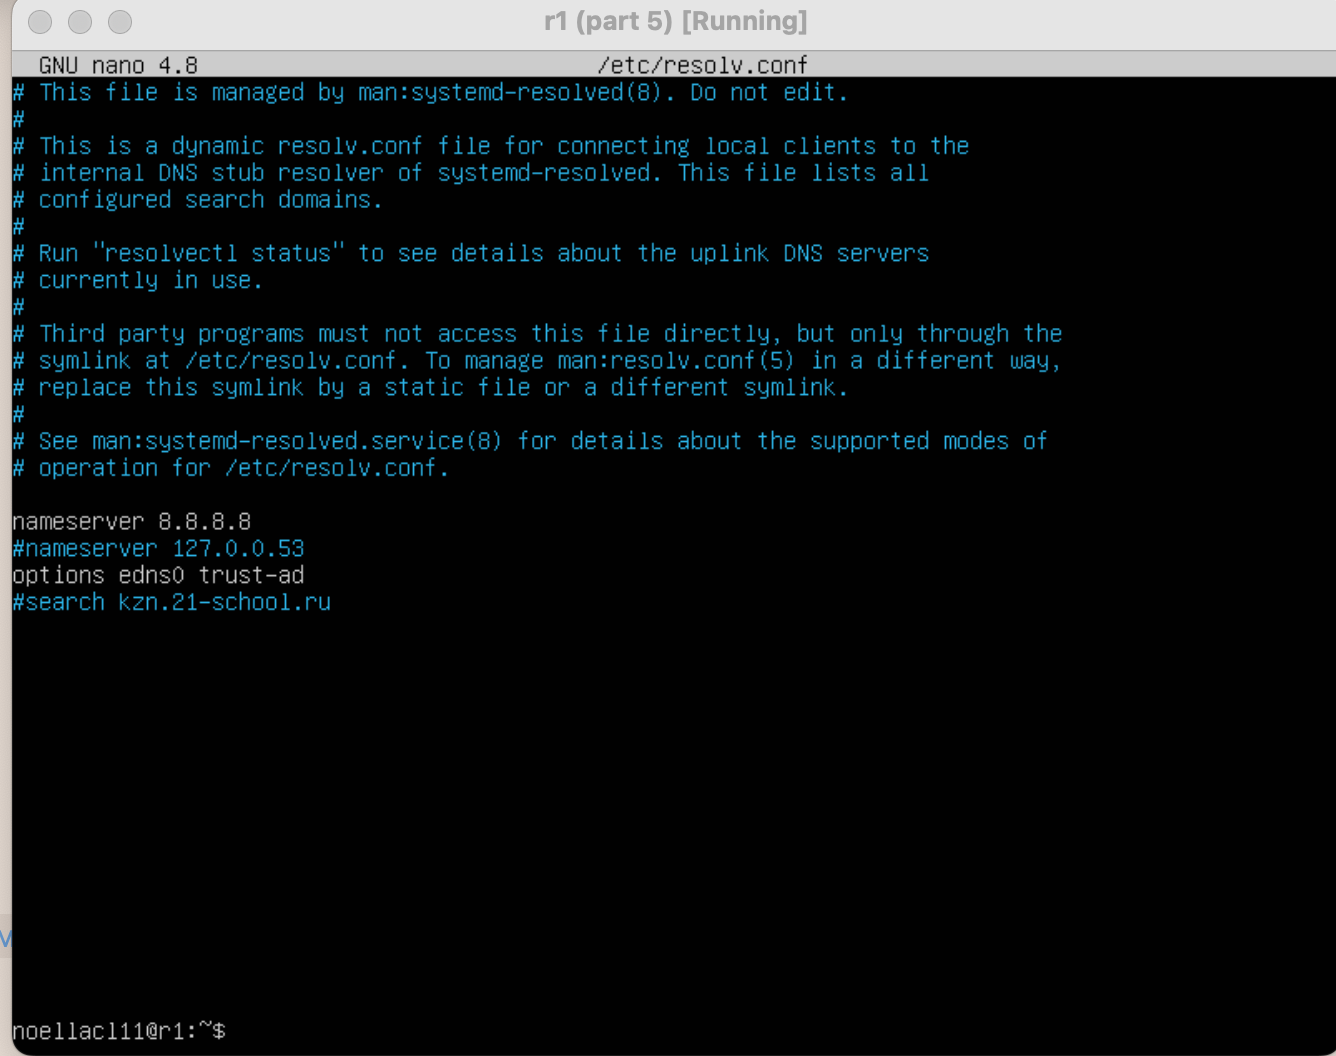 r1 (part 5) [Running]
GNU nano 4.8 /etc/resolv.conf
# This file is managed by man:systemd-resolved(8). Do not edit.
#
# This is a dynamic resolv.conf file for connecting local clients to the
# internal DNS stub resolver of systemd-resolved. This file lists all
# configured search domains.
#
# Run "resolvectl status" to see details about the uplink DNS servers
# currently in use.
#
# Third party programs must not access this file directly, but only through the
# symlink at /etc/resolv.conf. To manage man:resolv.conf(5) in a different way,
# replace this symlink by a static file or a different symlink.
#
# See man:systemd-resolved.service(8) for details about the supported modes of
# operation for /etc/resolv.conf.
nameserver 8.8.8.8
#nameserver 127.0.0.53
options edns0 trust-ad
#search kzn.21-school.ru
noellacl11@r1:~$